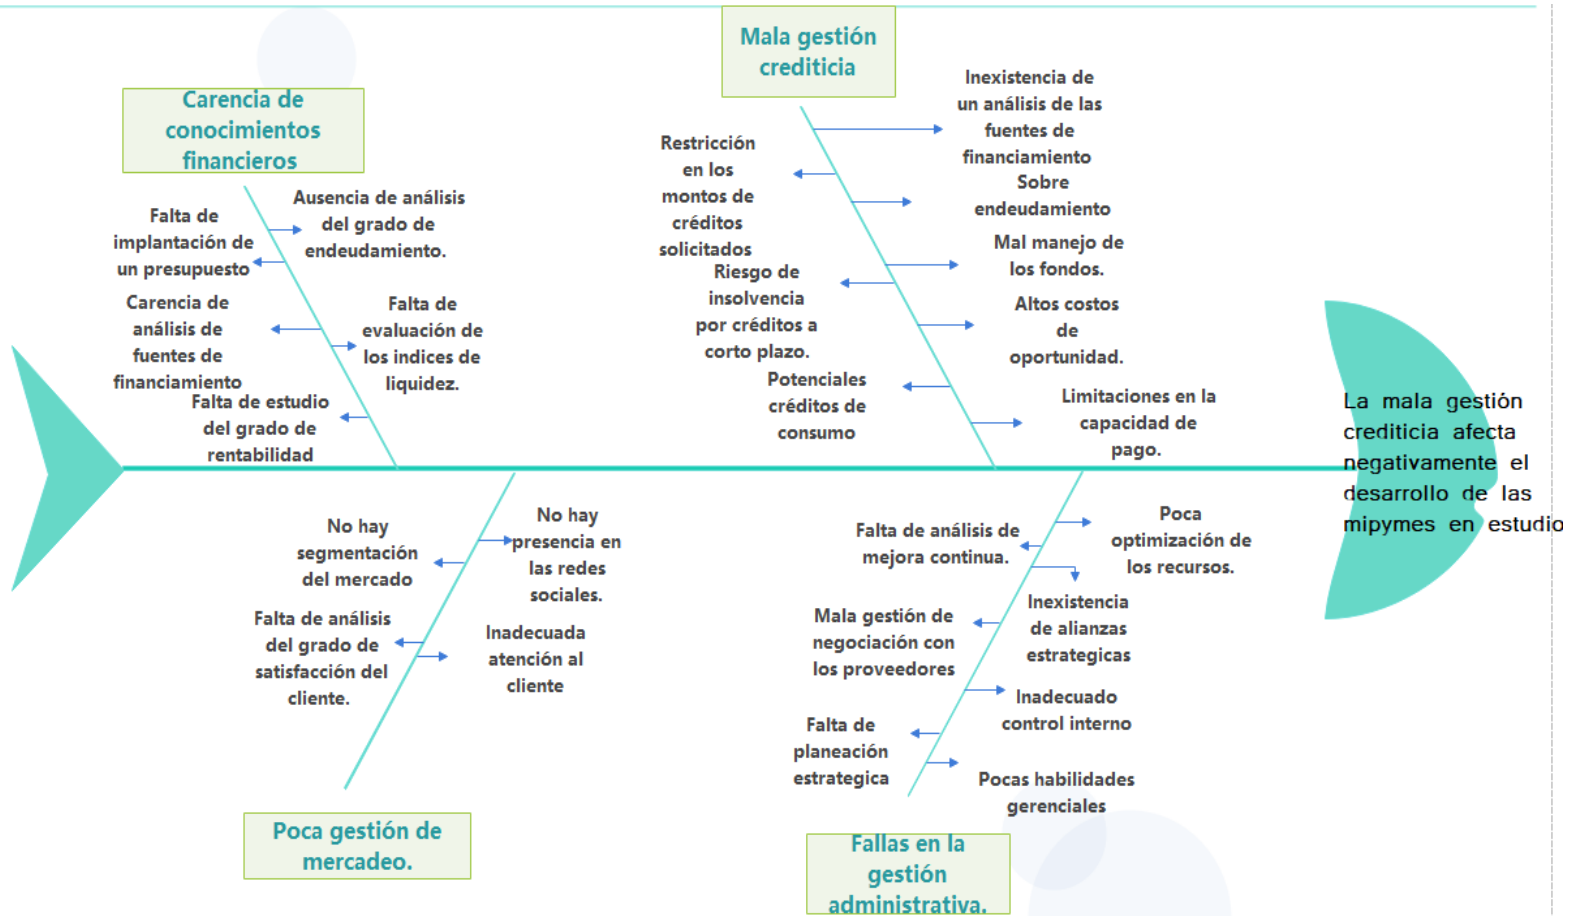 Mala gestión
crediticia
Carencia de
conocimientos
financieros
Inexistencia de
un análisis de las
fuentes de
financiamiento
Restricción
en los
montos de
créditos
solicitados
Sobre
endeudamiento
Mal manejo de
los fondos.
Riesgo de
insolvencia
por créditos a
corto plazo.
Altos costos
de
oportunidad.
Potenciales
créditos de
consumo
Limitaciones en la
capacidad de
pago.
Ausencia de análisis
del grado de
endeudamiento.
Falta de
implantación de
un presupuesto
Carencia de
análisis de
fuentes de
financiamiento
Falta de
evaluación de
los indices de
liquidez.
Falta de estudio
del grado de
rentabilidad
La mala gestión
crediticia afecta
negativamente el
desarrollo de las
mipymes en estudio
No hay
segmentación
del mercado
No hay
presencia en
las redes
sociales.
Falta de análisis
del grado de
satisfacción del
cliente.
Inadecuada
atención al
cliente
Poca gestión de
mercadeo.
Falta de análisis de
mejora continua.
Poca
optimización de
los recursos.
Inexistencia
de alianzas
estrategicas
Mala gestión de
negociación con
los proveedores
Inadecuado
control interno
Falta de
planeación
estrategica
Pocas habilidades
gerenciales
Fallas en la
gestión
administrativa.